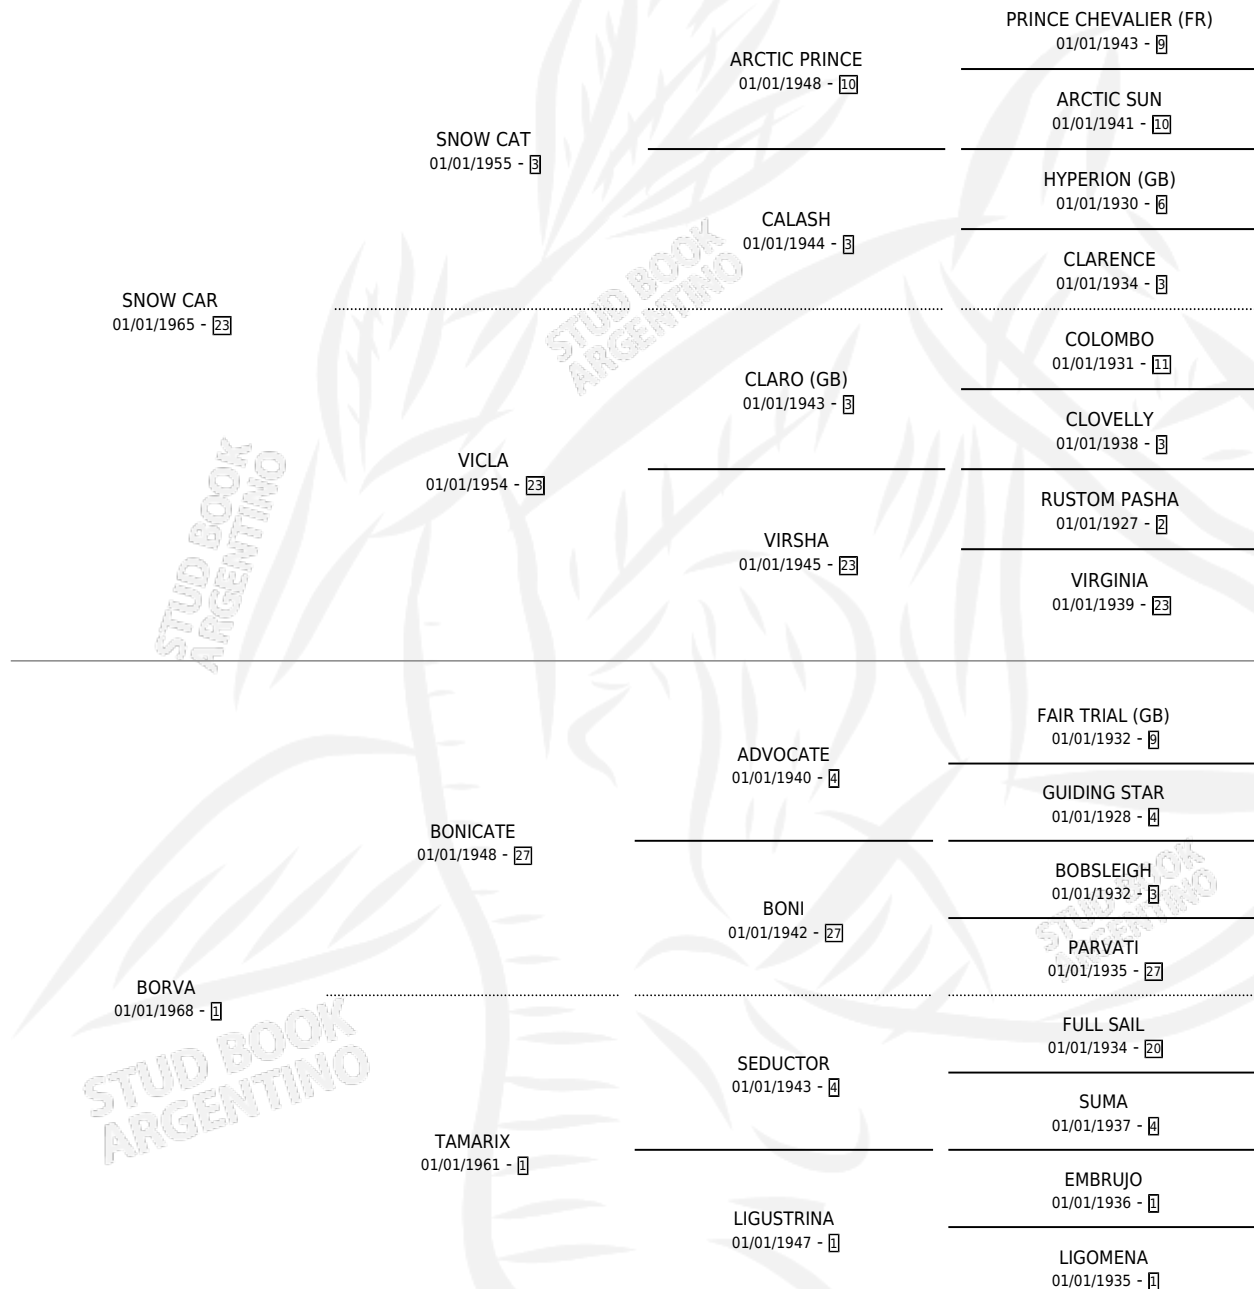 PRINCE CHEVALIER (FR)
01/01/1943 - 9
ARCTIC PRINCE
01/01/1948 - 10
ARCTIC SUN
01/01/1941 - 10
SNOW CAT
01/01/1955 - 3
HYPERION (GB)
01/01/1930 - 6
CALASH
01/01/1944 - 3
CLARENCE
01/01/1934 - 3
SNOW CAR
01/01/1965 - 23
COLOMBO
01/01/1931 - 11
CLARO (GB)
01/01/1943 - 3
CLOVELLY
01/01/1938 - 3
VICLA
01/01/1954 - 23
RUSTOM PASHA
01/01/1927 - 2
VIRSHA
01/01/1945 - 23
VIRGINIA
01/01/1939 - 23
FAIR TRIAL (GB)
01/01/1932 - 9
ADVOCATE
01/01/1940 - 4
GUIDING STAR
01/01/1928 - 4
BONICATE
01/01/1948 - 27
BOBSLEIGH
01/01/1932 - 3
BONI
01/01/1942 - 27
PARVATI
01/01/1935 - 27
BORVA
01/01/1968 - 1
FULL SAIL
01/01/1934 - 20
SEDUCTOR
01/01/1943 - 4
SUMA
01/01/1937 - 4
TAMARIX
01/01/1961 - 1
EMBRUJO
01/01/1936 - 1
LIGUSTRINA
01/01/1947 - 1
LIGOMENA
01/01/1935 - 1
STUD BOOK
ARGENTINO
STUD BOOK
ARGENTINO
STUD BOOK
ARGENTINO
STUD BOOK
ARGENTINO